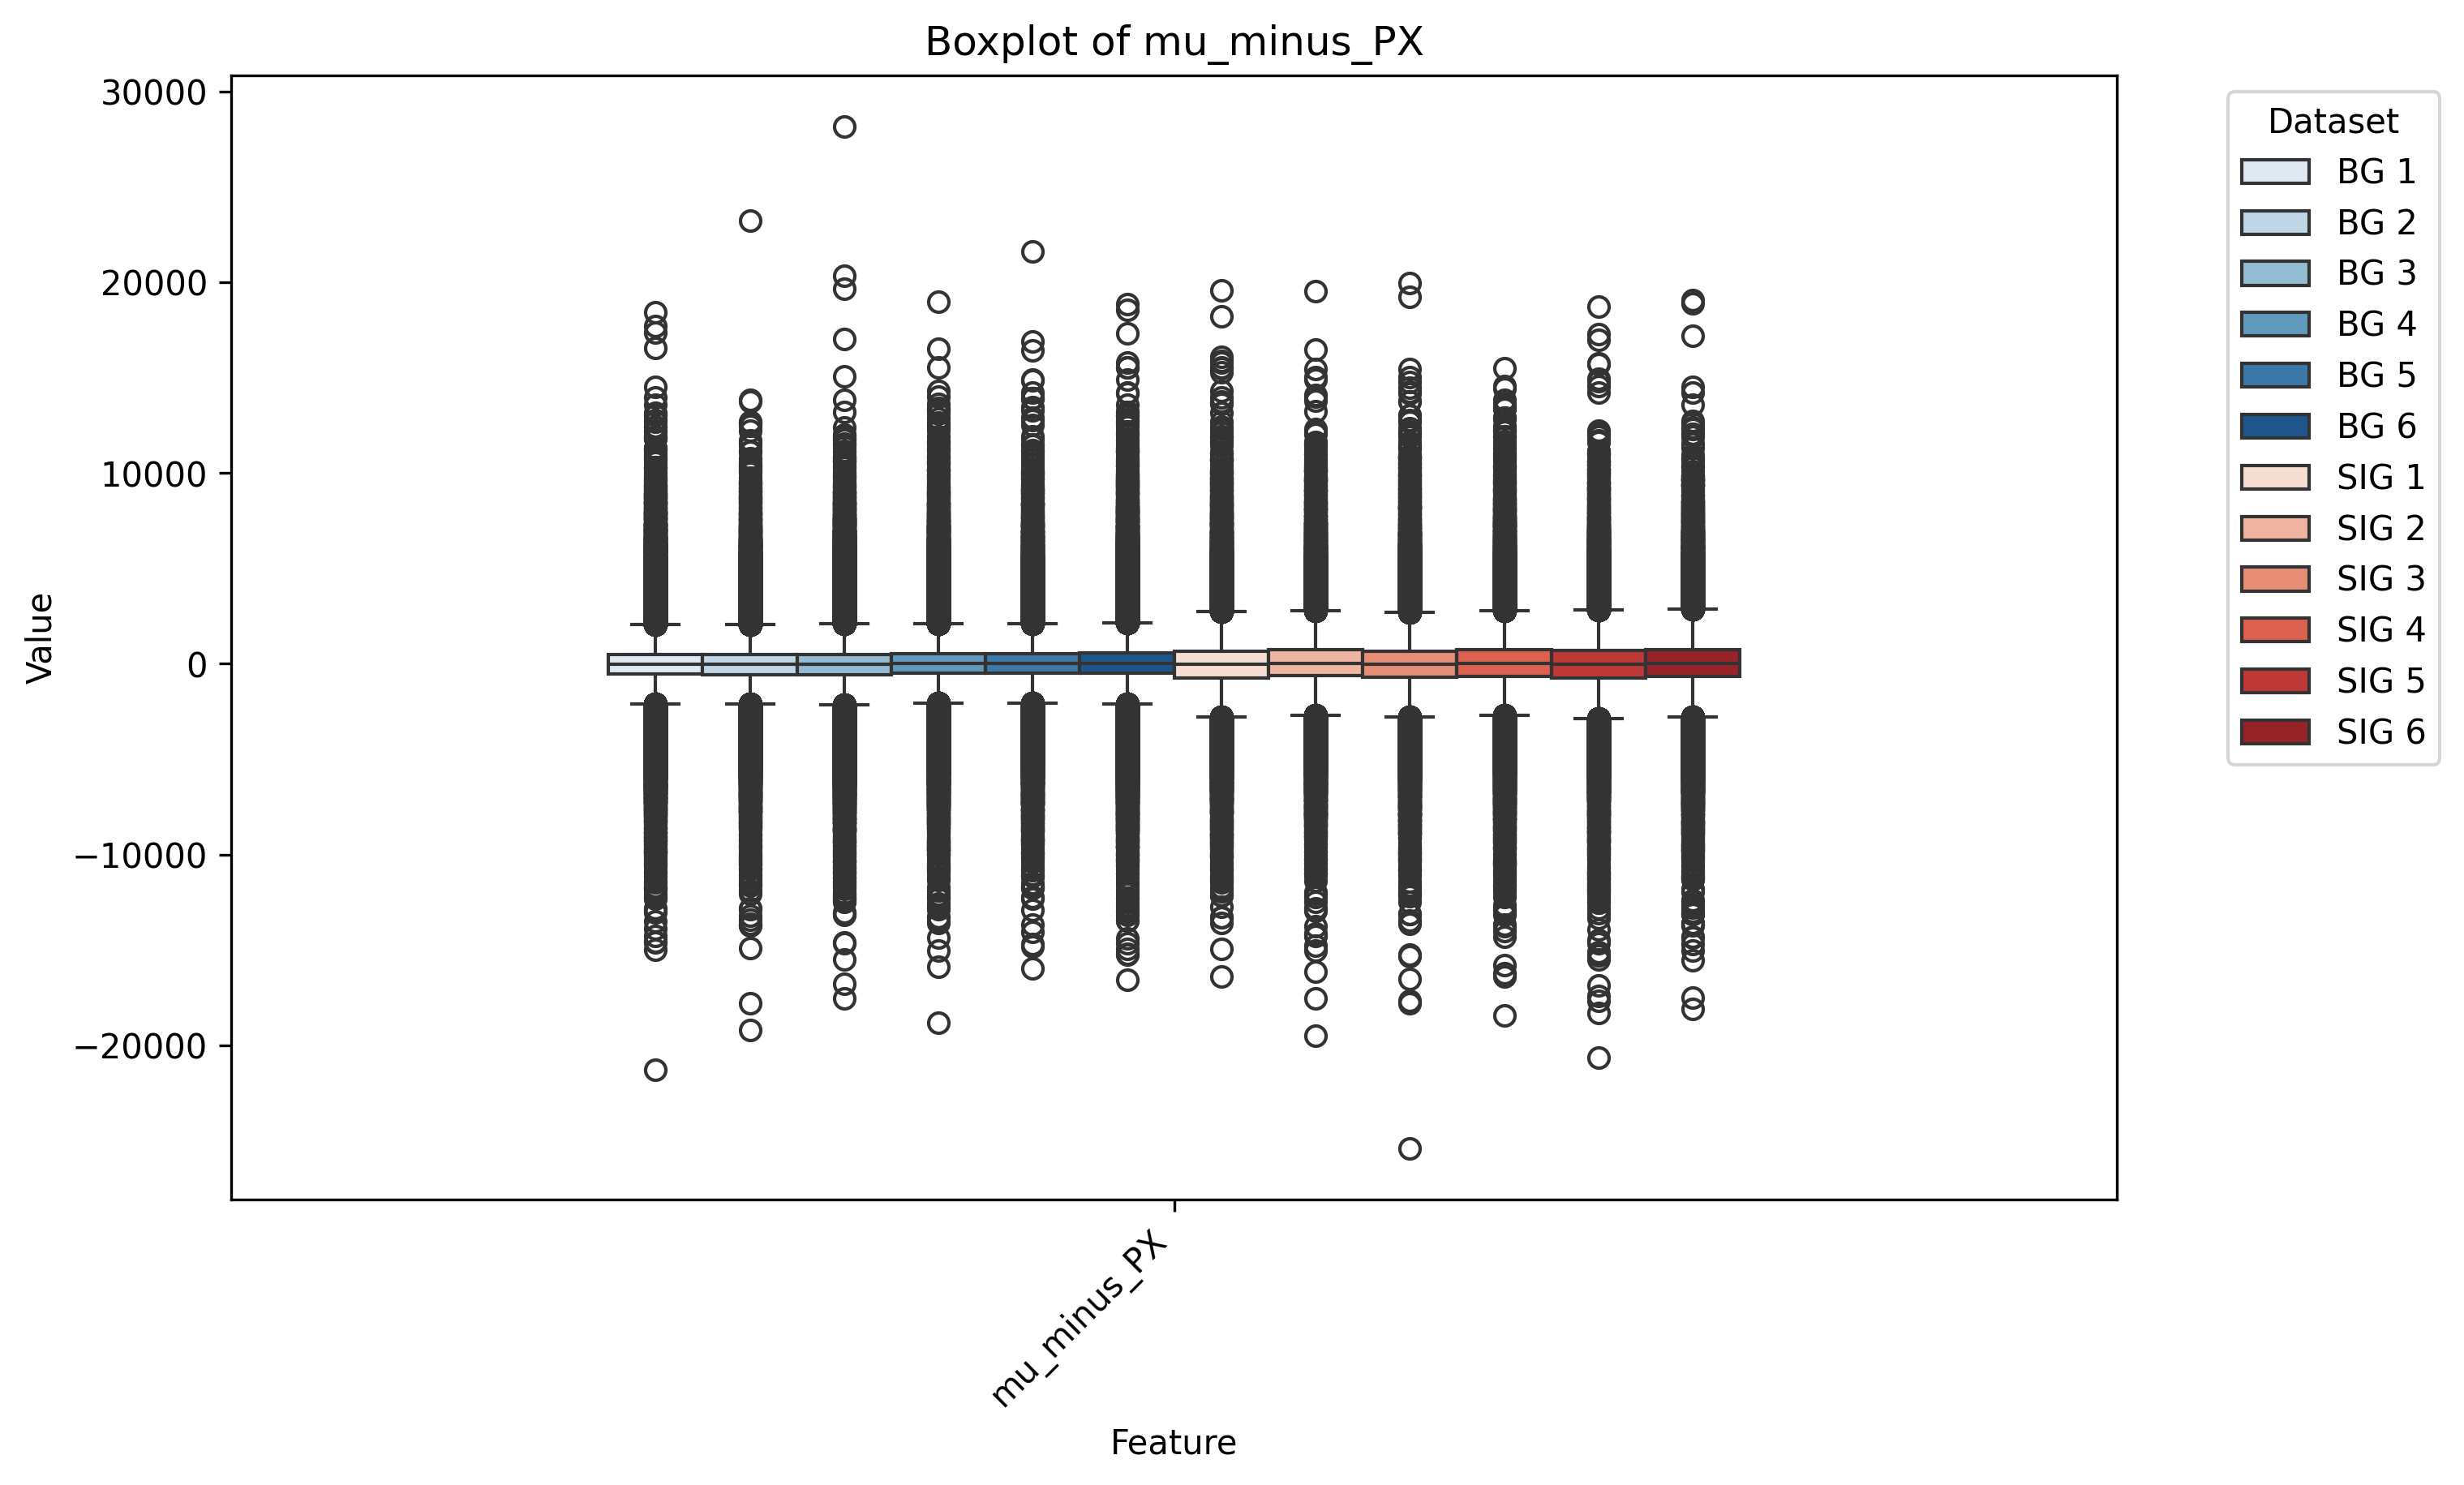 Boxplot of mu_minus_PX
30000
20000
10000
0
−10000
−20000
Value
mu_minus_PX
Feature
Dataset
BG 1
BG 2
BG 3
BG 4
BG 5
BG 6
SIG 1
SIG 2
SIG 3
SIG 4
SIG 5
SIG 6